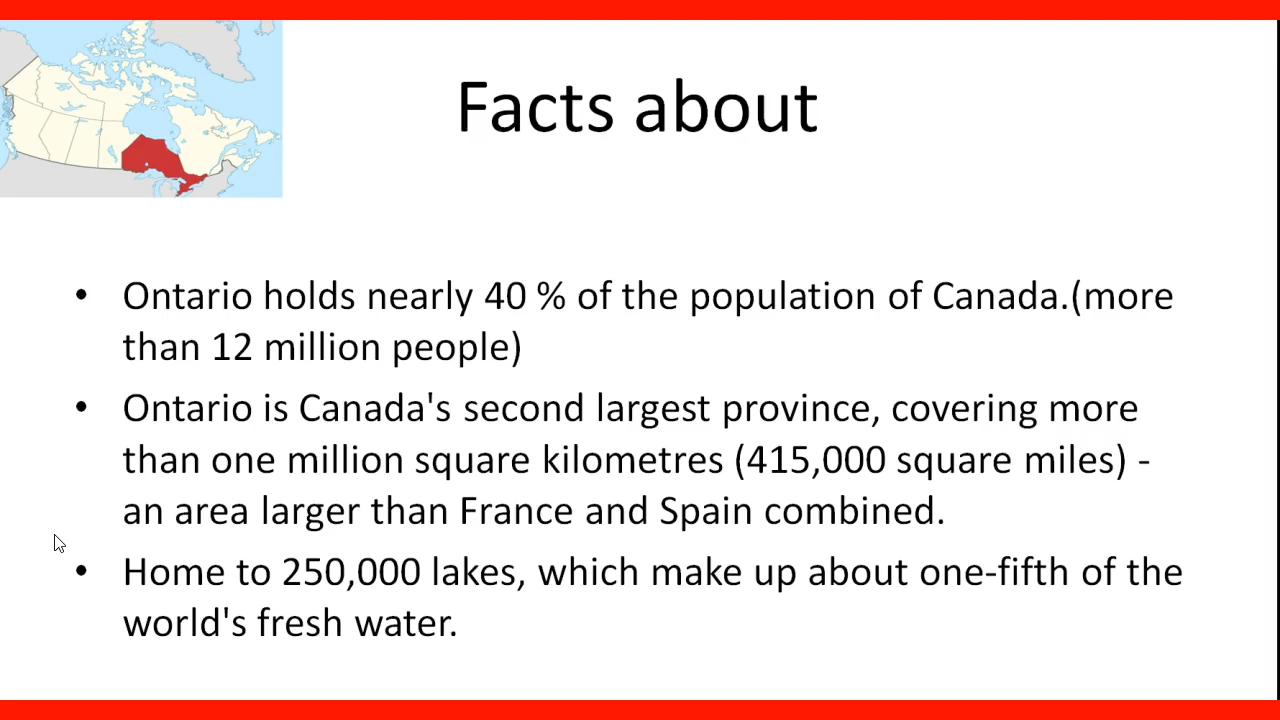 Facts about
• Ontario holds nearly 40 % of the population of Canada.(more
than 12 million people)
• Ontario is Canada's second largest province, covering more
than one million square kilometres (415,000 square miles) -
an area larger than France and Spain combined.
• Home to 250,000 lakes, which make up about one-fifth of the
world's fresh water.